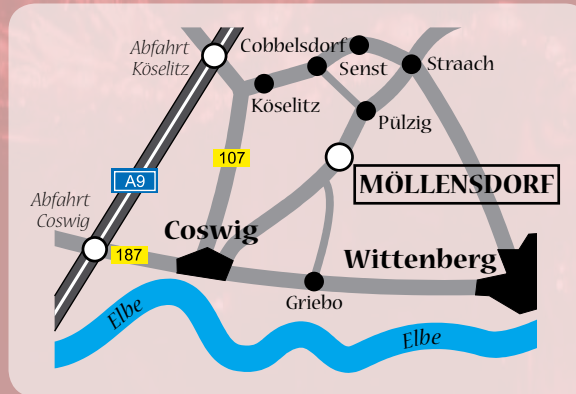 Abfahrt
Köselitz
Cobbelsdorf
Senst
Straach
Köselitz
Pülzig
107
A9
MÖLLENSDORF
Abfahrt
Coswig
Coswig
187
Wittenberg
Griebo
Elbe
Elbe